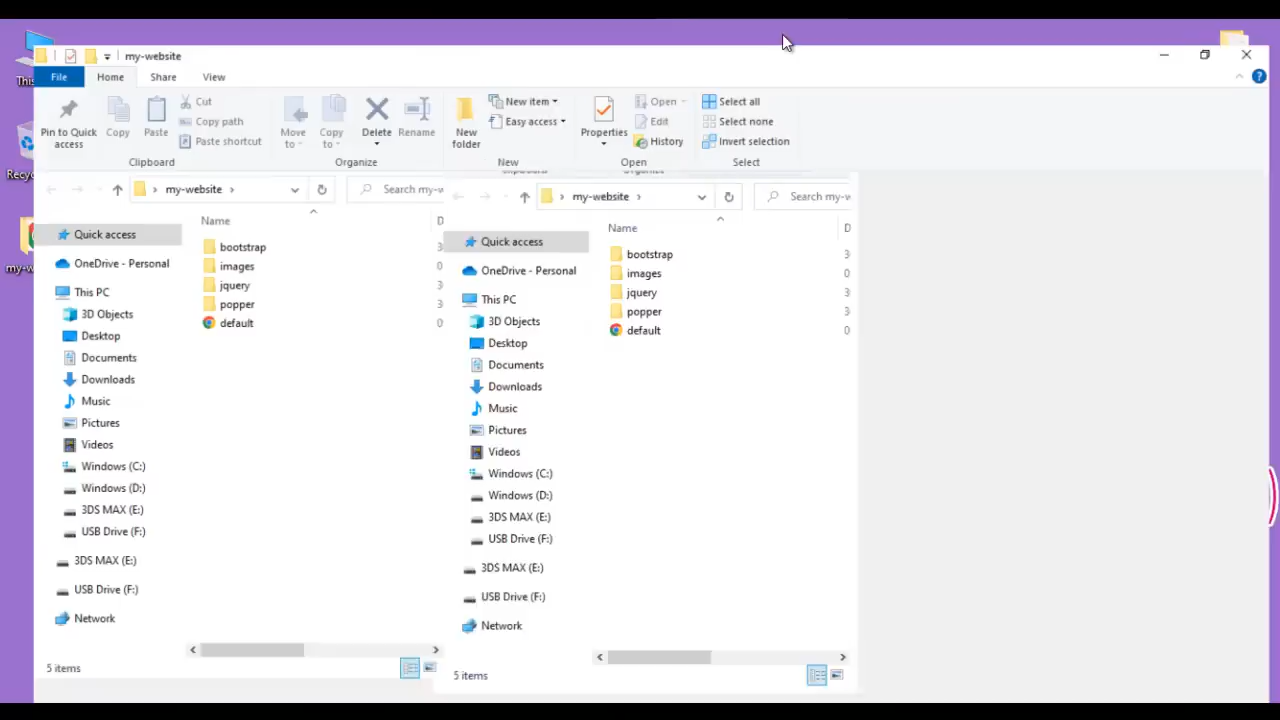 my-website
File Home Share View
Pin to Quick access
Copy
Paste
Cut
Copy path
Paste shortcut
Move to
Copy to
Delete
Rename
New folder
New item
Easy access
Properties
Open
Edit
History
Select all
Select none
Invert selection
Clipboard Organize New Open Select
my-website
Search my-w
Name
Quick access
OneDrive - Personal
This PC
3D Objects
Desktop
Documents
Downloads
Music
Pictures
Videos
Windows (C:)
Windows (D:)
3DS MAX (E:)
USB Drive (F:)
3DS MAX (E:)
USB Drive (F:)
Network
bootstrap
images
jquery
popper
default
5 items
my-website
Search my-w
Name
Quick access
OneDrive - Personal
This PC
3D Objects
Desktop
Documents
Downloads
Music
Pictures
Videos
Windows (C:)
Windows (D:)
3DS MAX (E:)
USB Drive (F:)
3DS MAX (E:)
USB Drive (F:)
Network
bootstrap
images
jquery
popper
default
5 items
This
Recyc
my-w